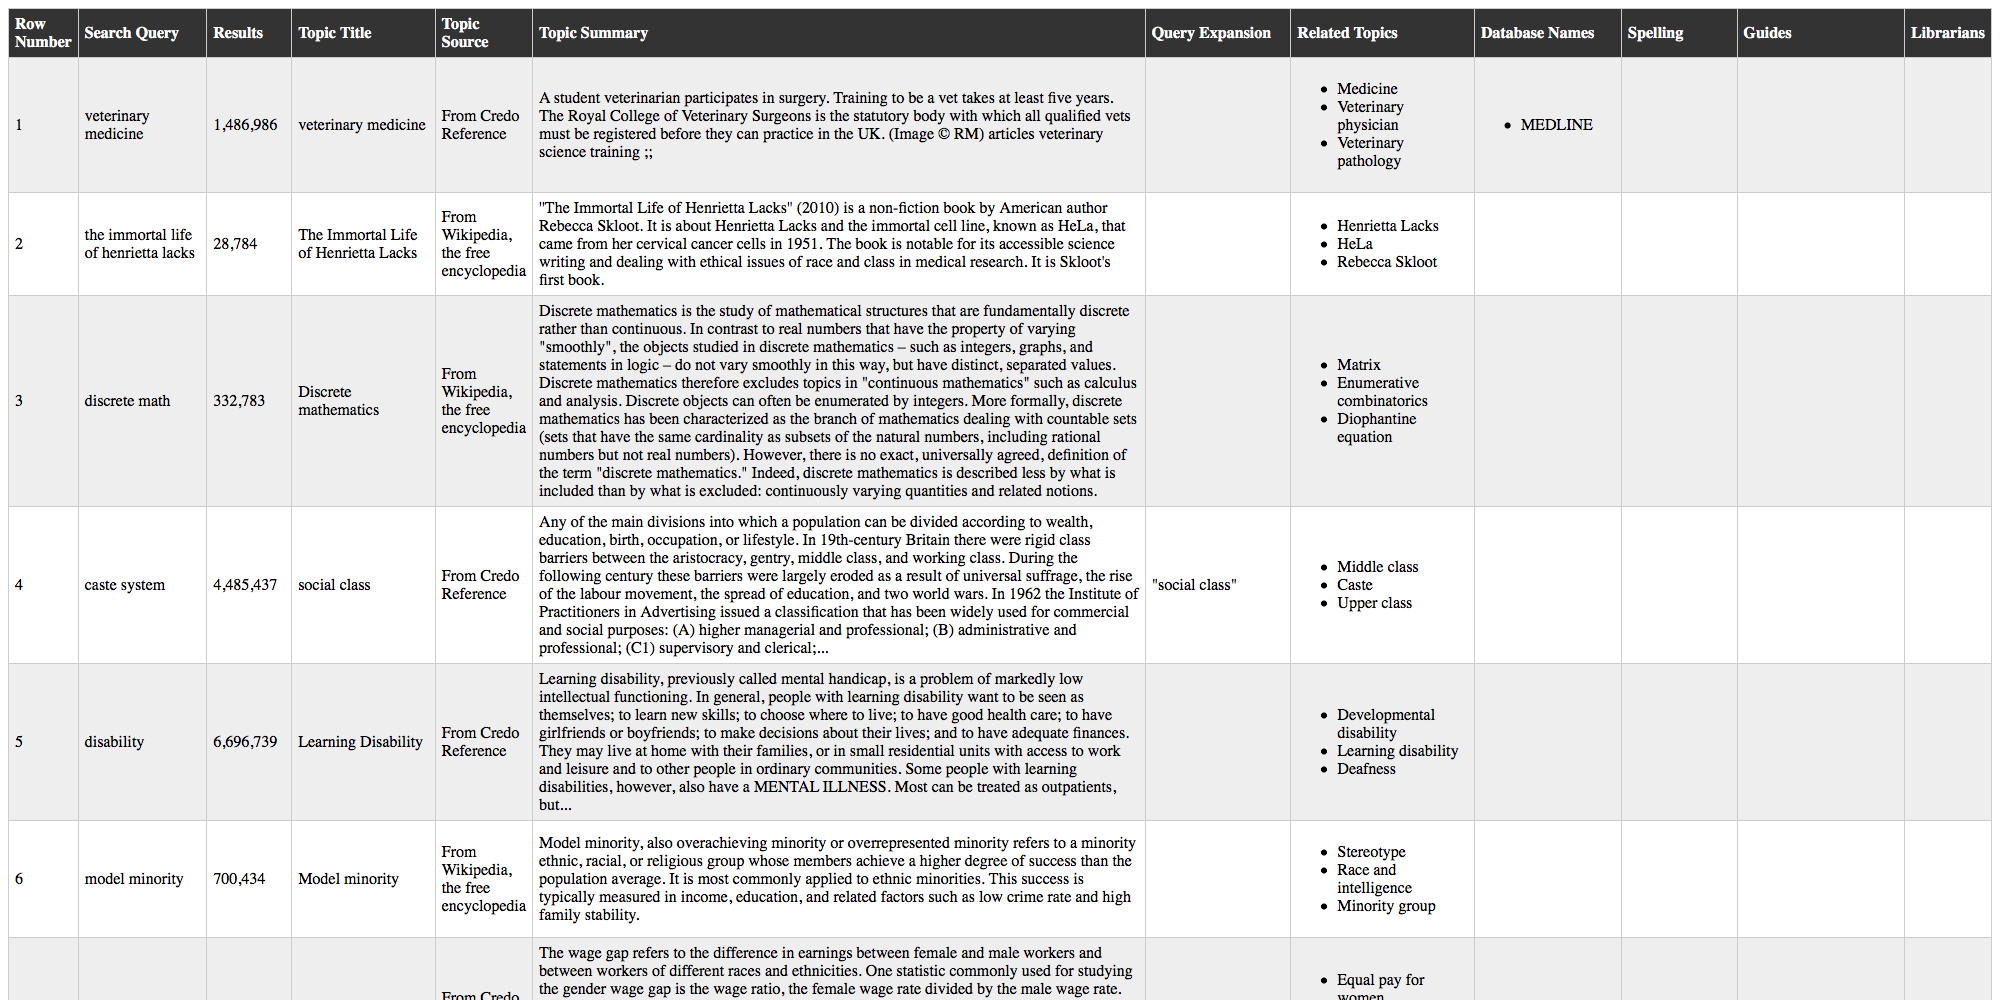 Row Number
Search Query
Results
Topic Title
Topic Source
Topic Summary
Query Expansion
Related Topics
Database Names
Spelling
Guides
Librarians
1
veterinary
medicine
1,486,986
veterinary medicine
From Credo
Reference
A student veterinarian participates in surgery. Training to be a vet takes at least five years.
The Royal College of Veterinary Surgeons is the statutory body with which all qualified vets
must be registered before they can practice in the UK. (Image © RM) articles veterinary
science training ;;
• Medicine
• Veterinary
physician
• Veterinary
pathology
• MEDLINE
2
the immortal life
of henrietta lacks
28,784
The Immortal Life
of Henrietta Lacks
From
Wikipedia,
the free
encyclopedia
"The Immortal Life of Henrietta Lacks" (2010) is a non-fiction book by American author
Rebecca Skloot. It is about Henrietta Lacks and the immortal cell line, known as HeLa, that
came from her cervical cancer cells in 1951. The book is notable for its accessible science
writing and dealing with ethical issues of race and class in medical research. It is Skloot's
first book.
• Henrietta Lacks
• HeLa
• Rebecca Skloot
3
discrete math
332,783
Discrete
mathematics
From
Wikipedia,
the free
encyclopedia
Discrete mathematics is the study of mathematical structures that are fundamentally discrete
rather than continuous. In contrast to real numbers that have the property of varying
"smoothly", the objects studied in discrete mathematics – such as integers, graphs, and
statements in logic – do not vary smoothly in this way, but have distinct, separated values.
Discrete mathematics therefore excludes topics in "continuous mathematics" such as calculus
and analysis. Discrete objects can often be enumerated by integers. More formally, discrete
mathematics has been characterized as the branch of mathematics dealing with countable sets
(sets that have the same cardinality as subsets of the natural numbers, including rational
numbers but not real numbers). However, there is no exact, universally agreed, definition of
the term "discrete mathematics." Indeed, discrete mathematics is described less by what is
included than by what is excluded: continuously varying quantities and related notions.
• Matrix
• Enumerative
combinatorics
• Diophantine
equation
4
caste system
4,485,437
social class
From Credo
Reference
Any of the main divisions into which a population can be divided according to wealth,
education, birth, occupation, or lifestyle. In 19th-century Britain there were rigid class
barriers between the aristocracy, gentry, middle class, and working class. During the
following century these barriers were largely eroded as a result of universal suffrage, the rise
of the labour movement, the spread of education, and two world wars. In 1962 the Institute of
Practitioners in Advertising issued a classification that has been widely used for commercial
and social purposes: (A) higher managerial and professional; (B) administrative and
professional; (C1) supervisory and clerical;...
"social class"
• Middle class
• Caste
• Upper class
5
disability
6,696,739
Learning Disability
From Credo
Reference
Learning disability, previously called mental handicap, is a problem of markedly low
intellectual functioning. In general, people with learning disability want to be seen as
themselves; to learn new skills; to choose where to live; to have good health care; to have
girlfriends or boyfriends; to make decisions about their lives; and to have adequate finances.
They may live at home with their families, or in small residential units with access to work
and leisure and to other people in ordinary communities. Some people with learning
disabilities, however, also have a MENTAL ILLNESS. Most can be treated as outpatients,
but...
• Developmental
disability
• Learning disability
• Deafness
6
model minority
700,434
Model minority
From
Wikipedia,
the free
encyclopedia
Model minority, also overachieving minority or overrepresented minority refers to a minority
ethnic, racial, or religious group whose members achieve a higher degree of success than the
population average. It is most commonly applied to ethnic minorities. This success is
typically measured in income, education, and related factors such as low crime rate and high
family stability.
• Stereotype
• Race and
intelligence
• Minority group
From Credo
The wage gap refers to the difference in earnings between female and male workers and
between workers of different races and ethnicities. One statistic commonly used for studying
the gender wage gap is the wage ratio, the female wage rate divided by the male wage rate.
• Equal pay for
women